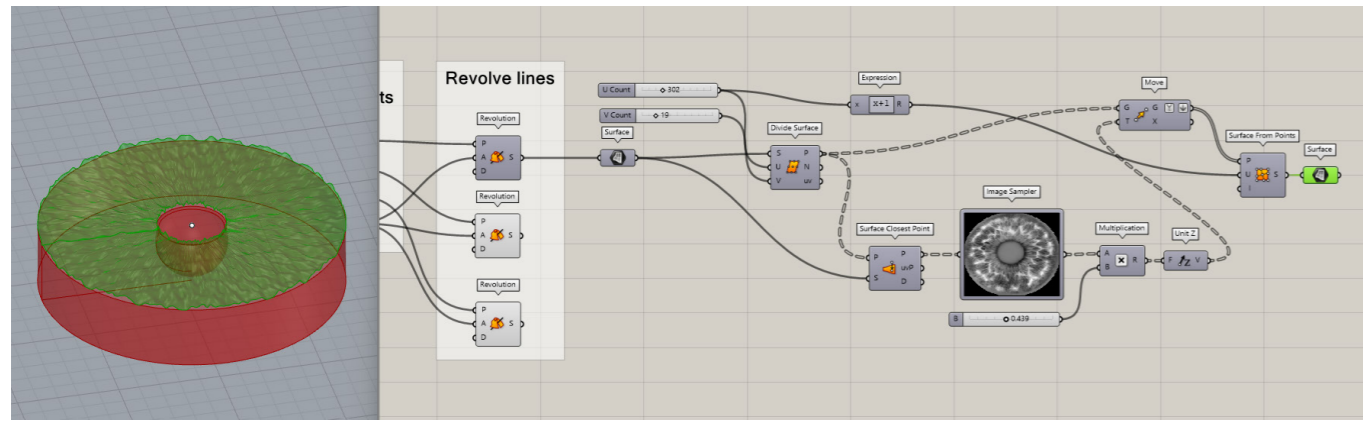 ts
Revolve lines
Revolution
P
A
D
S
Revolution
P
A
D
S
Revolution
P
A
D
S
U Count
302
V Count
19
Surface
Divide Surface
S
U
V
P
N
uv
Expression
x
x+1
R
Surface Closest Point
P
S
P
uvP
D
Image Sampler
B
0.439
Multiplication
A
B
R
Unit Z
F
Z
V
Move
G
T
G
X
Surface From Points
P
U
I
S
Surface